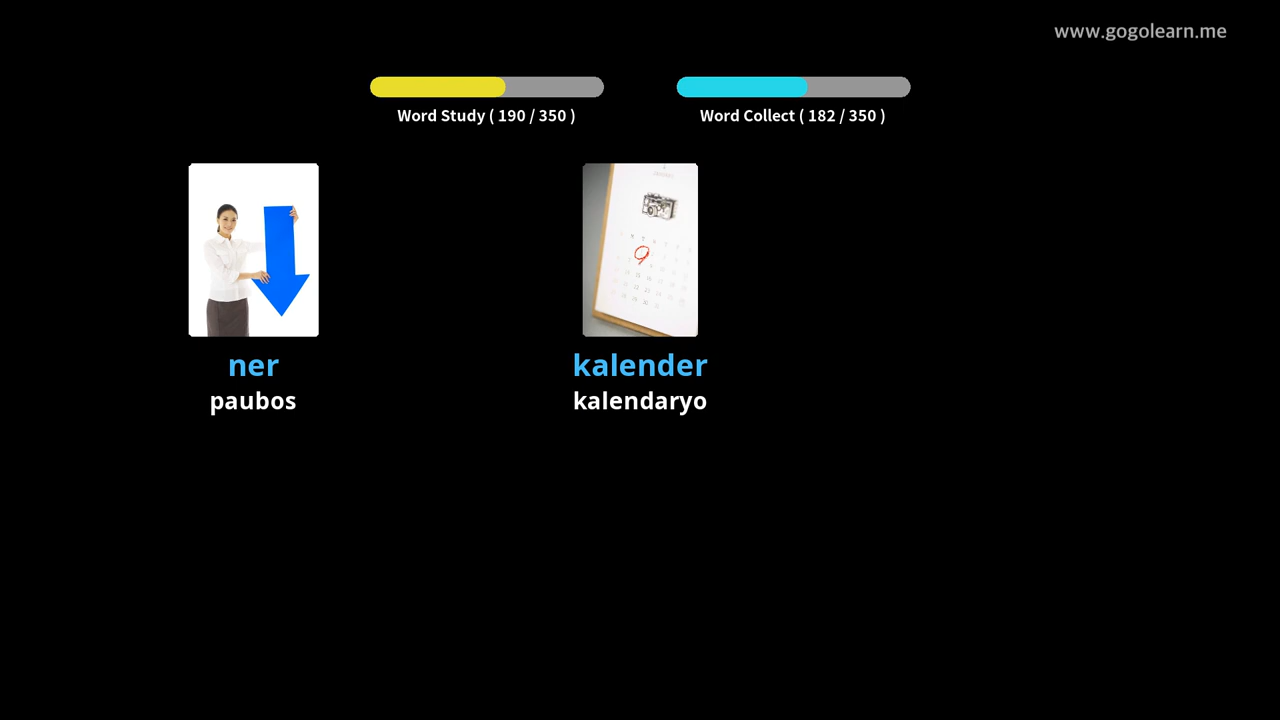 www.gogolearn.me
Word Study ( 190 / 350 )
Word Collect ( 182 / 350 )
ner
paubos
kalender
kalendaryo